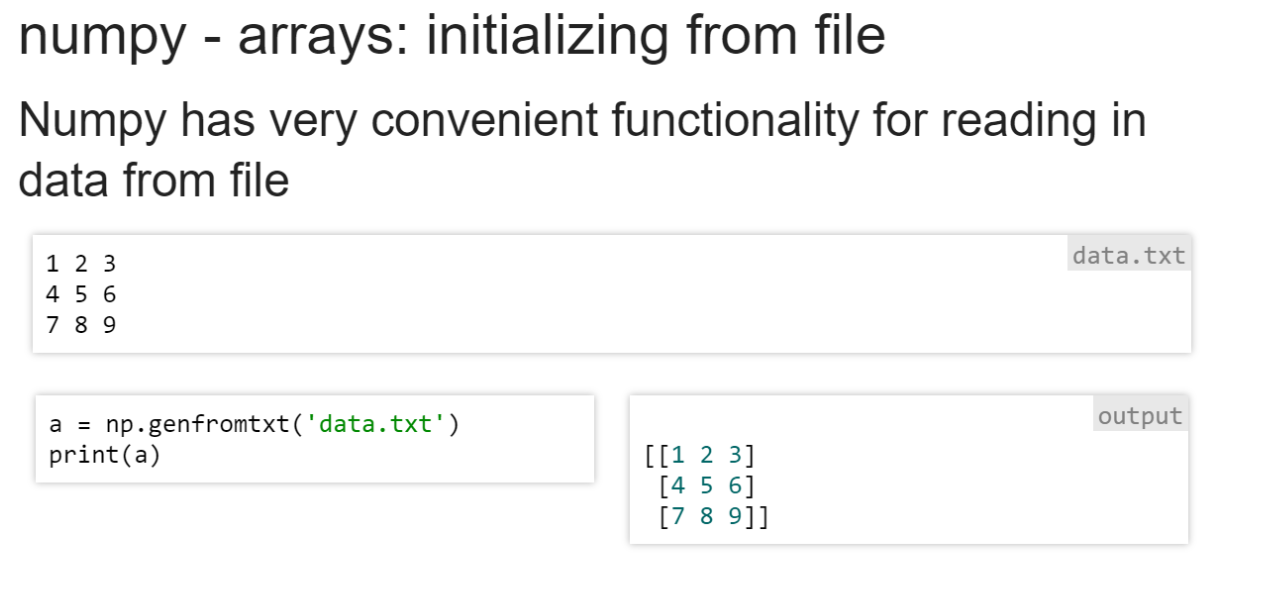 numpy - arrays: initializing from file
Numpy has very convenient functionality for reading in
data from file
data.txt
1 2 3
4 5 6
7 8 9
a = np.genfromtxt('data.txt')
print(a)
output
[[1 2 3]
 [4 5 6]
 [7 8 9]]